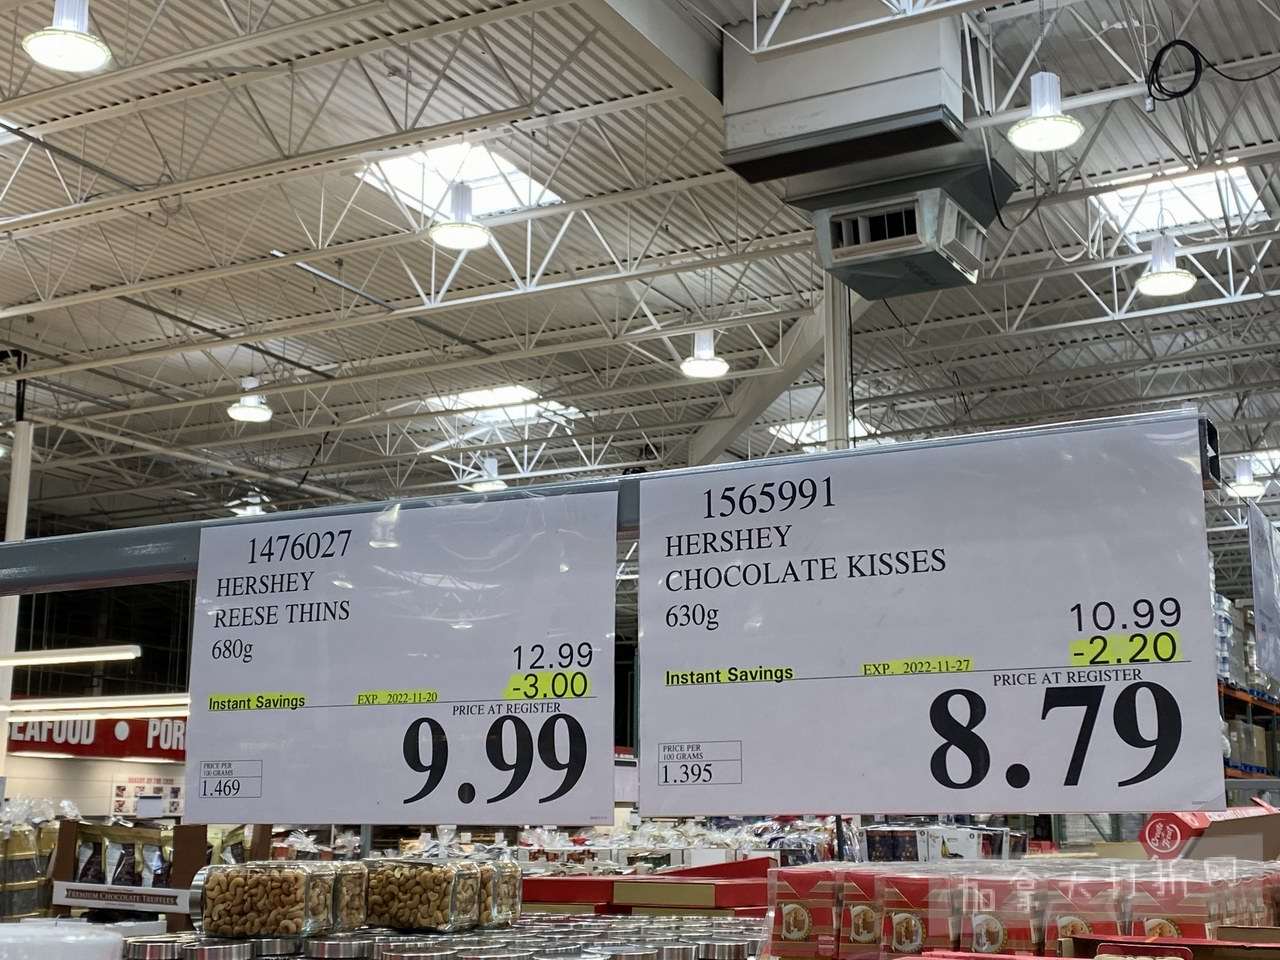 1476027
HERSHEY
REESE THINS
680g
12.99
-3.00
Instant Savings
EXP. 2022-11-20
PRICE AT REGISTER
9.99
PRICE PER
100 GRAMS
1.469
1565991
HERSHEY
CHOCOLATE KISSES
630g
10.99
-2.20
Instant Savings
EXP. 2022-11-27
PRICE AT REGISTER
8.79
PRICE PER
100 GRAMS
1.395
EAFOOD • POR
PREMIUM CHOCOLATE TRUFFLES
加拿大打折网